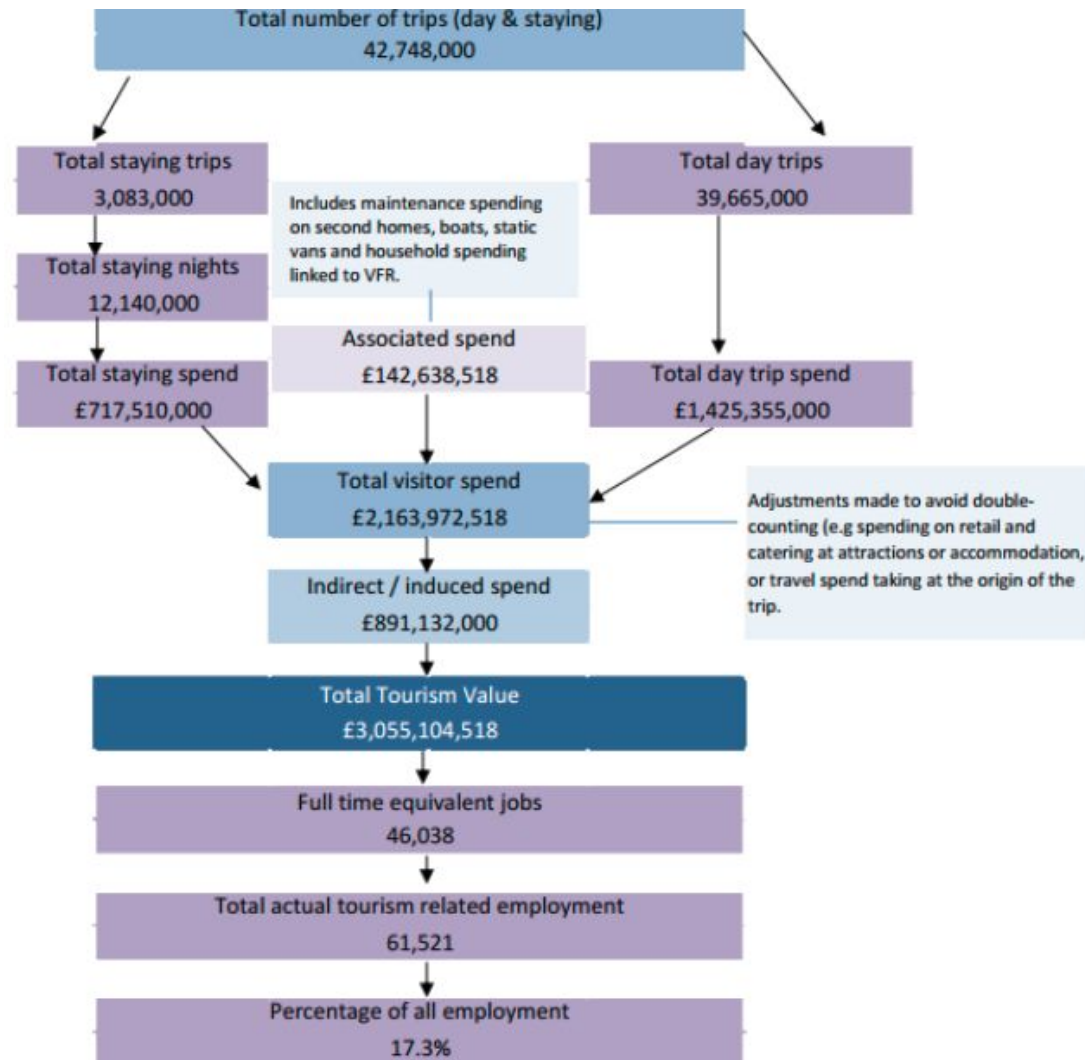 Total number of trips (day & staying)
42,748,000
Total staying trips
3,083,000
Total day trips
39,665,000
Includes maintenance spending
on second homes, boats, static
vans and household spending
linked to VFR.
Total staying nights
12,140,000
Associated spend
£142,638,518
Total staying spend
£717,510,000
Total day trip spend
£1,425,355,000
Total visitor spend
£2,163,972,518
Adjustments made to avoid double-
counting (e.g spending on retail and
catering at attractions or accommodation,
or travel spend taking at the origin of the
trip.
Indirect / induced spend
£891,132,000
Total Tourism Value
£3,055,104,518
Full time equivalent jobs
46,038
Total actual tourism related employment
61,521
Percentage of all employment
17.3%